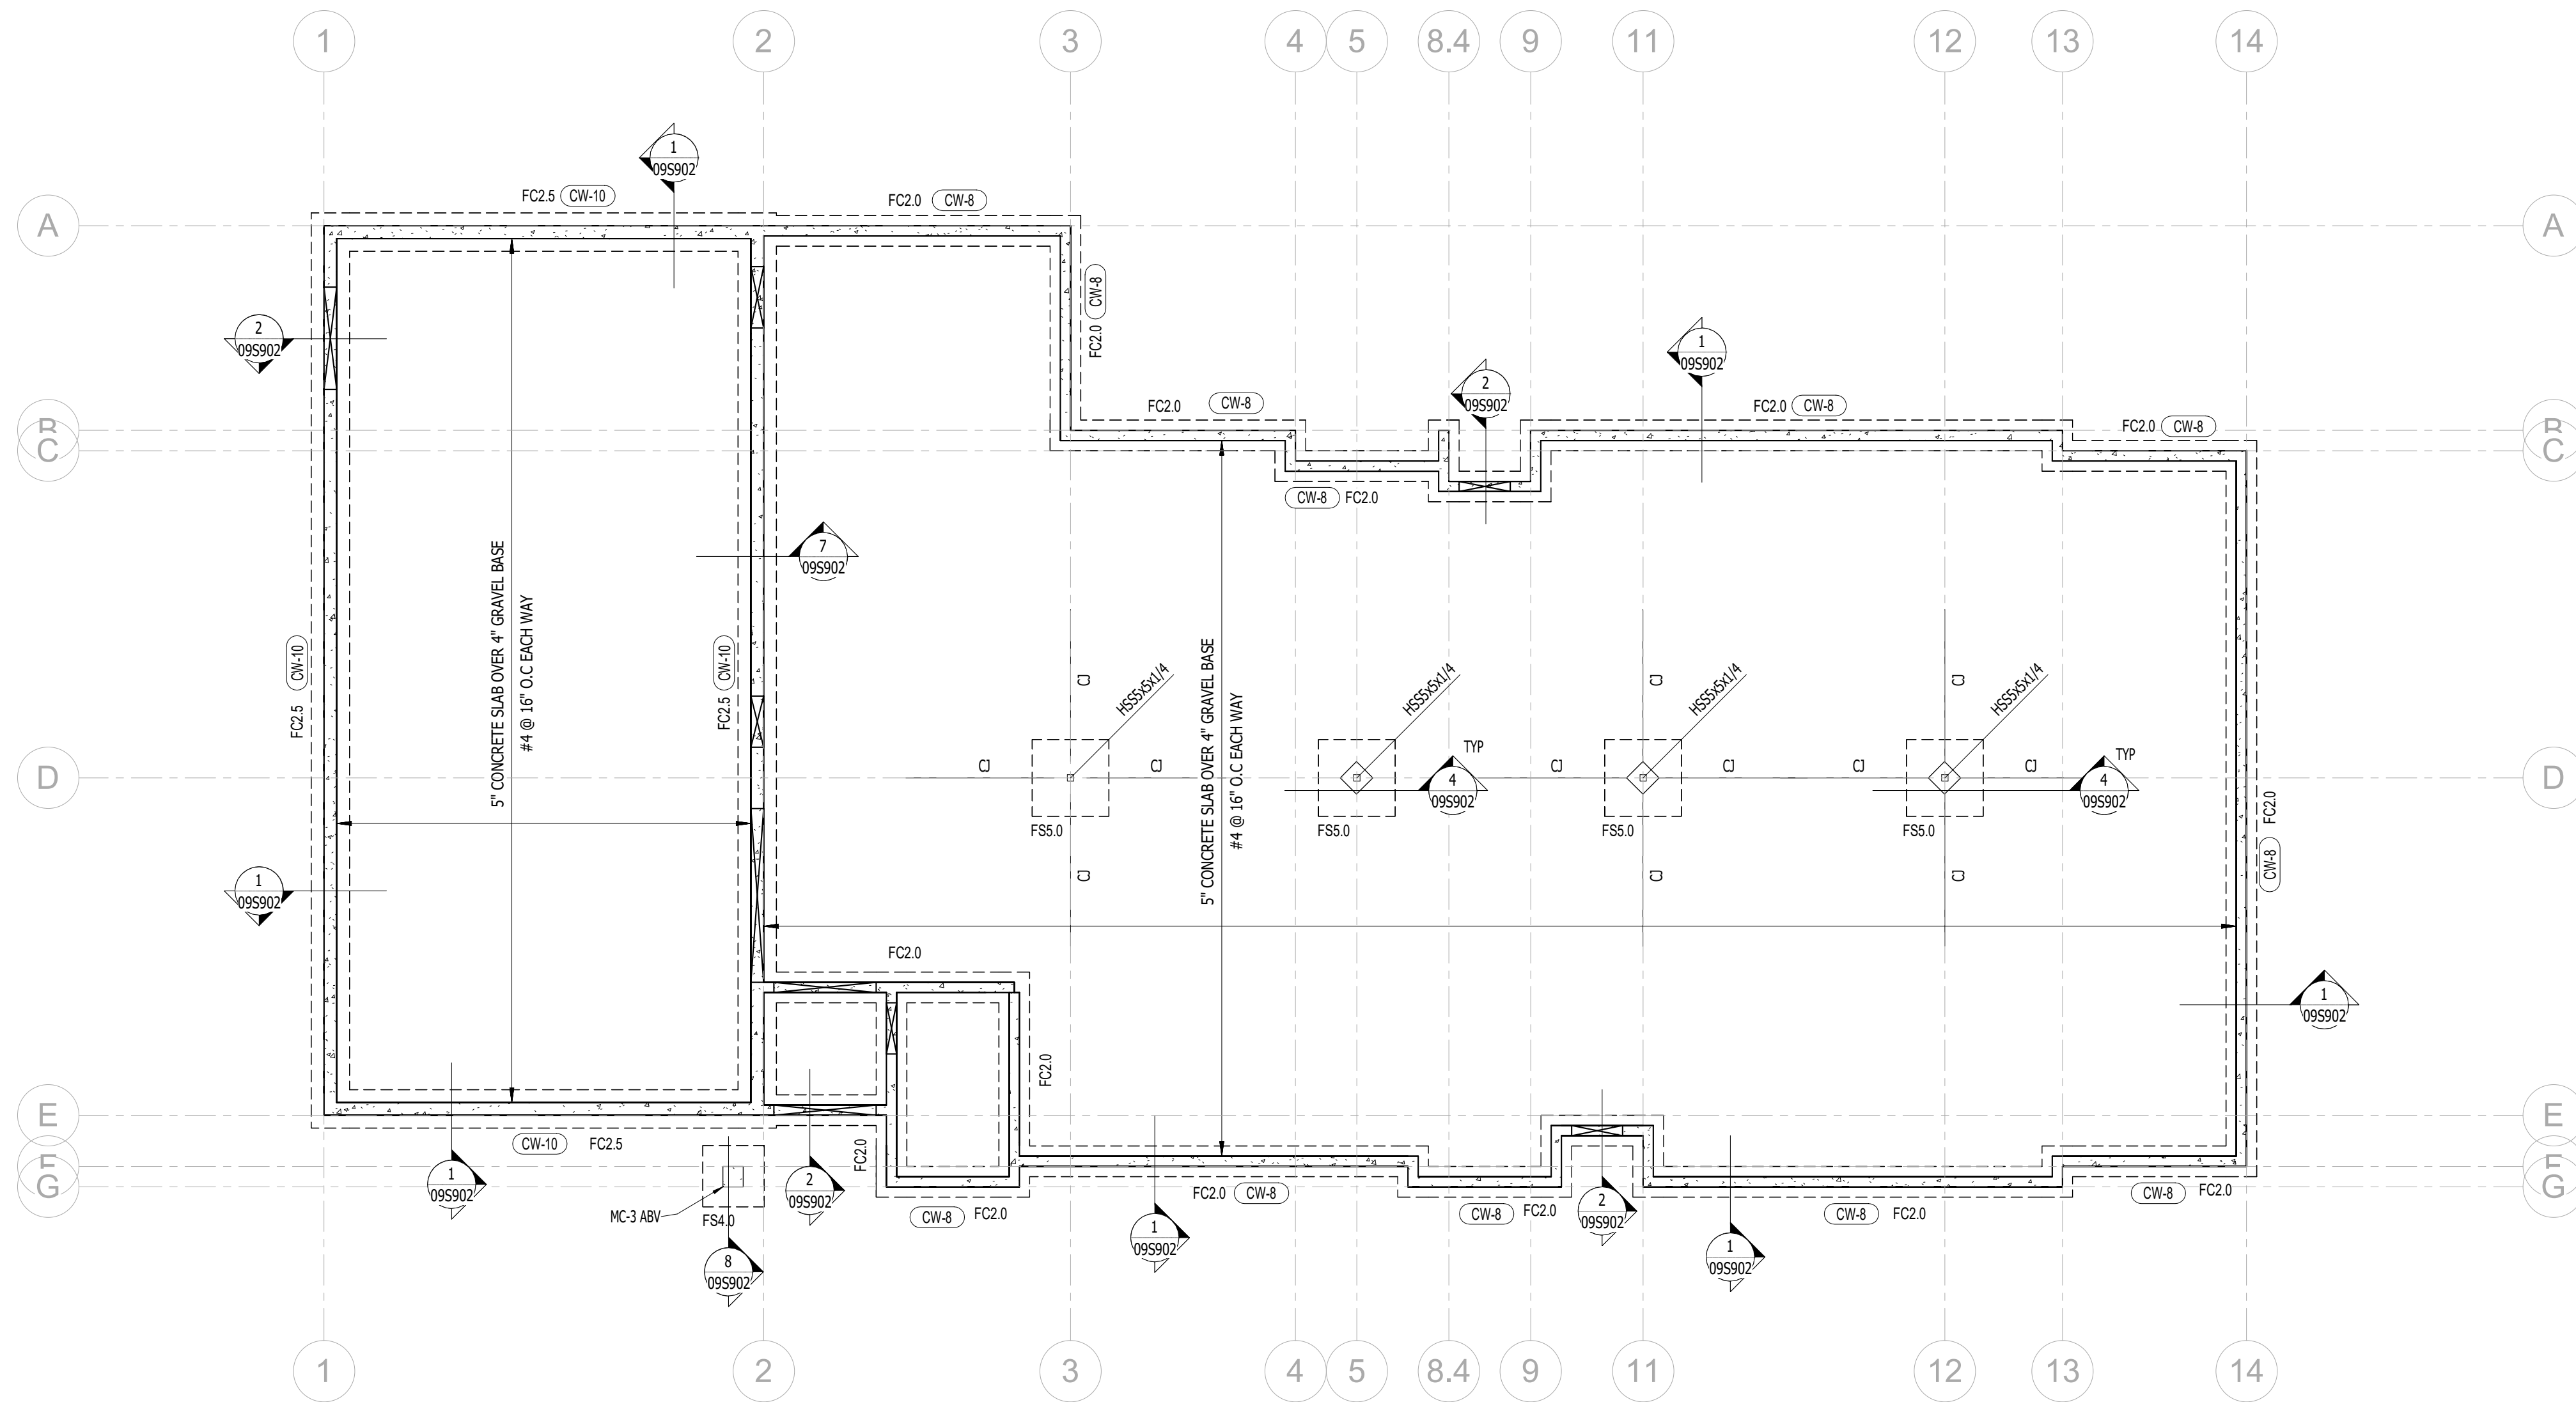 1
2
3
4
5
8.4
9
11
12
13
14
1
09S902
FC2.5 CW-10
FC2.0 CW-8
A
A
CW-8
FC2.0
2
09S902
1
09S902
2
09S902
FC2.0 CW-8
FC2.0 CW-8
FC2.0 CW-8
B
B
C
C
CW-8 FC2.0
7
09S902
5" CONCRETE SLAB OVER 4" GRAVEL BASE
#4 @ 16" O.C EACH WAY
CW-10
FC2.5
CW-10
FC2.5
5" CONCRETE SLAB OVER 4" GRAVEL BASE
#4 @ 16" O.C EACH WAY
HSS5x5x1/4
HSS5x5x1/4
HSS5x5x1/4
HSS5x5x1/4
CJ
CJ
CJ
TYP
TYP
D
CJ
CJ
CJ
CJ
CJ
CJ
D
4
09S902
4
09S902
FS5.0
FS5.0
FS5.0
FS5.0
FC2.0
CW-8
CJ
CJ
CJ
1
09S902
FC2.0
1
09S902
FC2.0
E
E
CW-10 FC2.5
FC2.0
F
F
G
G
1
09S902
2
09S902
MC-3 ABV
FS4.0
CW-8 FC2.0
FC2.0 CW-8
CW-8 FC2.0
CW-8 FC2.0
CW-8 FC2.0
1
09S902
2
09S902
1
09S902
8
09S902
1
2
3
4
5
8.4
9
11
12
13
14